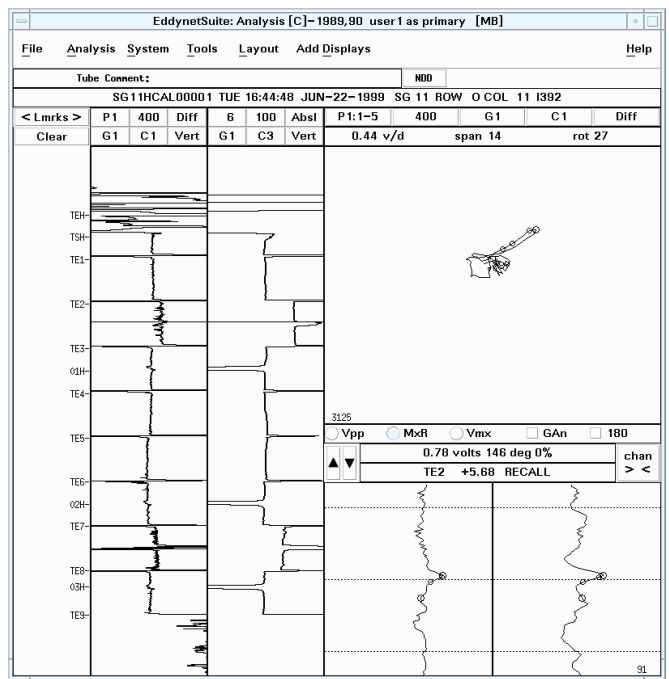 EddynetSuite: Analysis [C]-1989,90 user1 as primary [MB]
File Analysis System Tools Layout Add Displays Help
Tube Comment: NDD
SG11HCAL00001 TUE 16:44:48 JUN-22-1999 SG 11 ROW 0 COL 11 I392
< Lmrks > P1 400 Diff 6 100 Absl P1:1-5 400 G1 C1 Diff
Clear G1 C1 Vert G1 C3 Vert 0.44 v/d span 14 rot 27
TEH
TSH
TE1
TE2
TE3
01H
TE4
TE5
TE6
02H
TE7
TE8
03H
TE9
3125
Vpp MxR Vmx GAn 180
0.78 volts 146 deg 0% chan
TE2 +5.68 RECALL > <
91